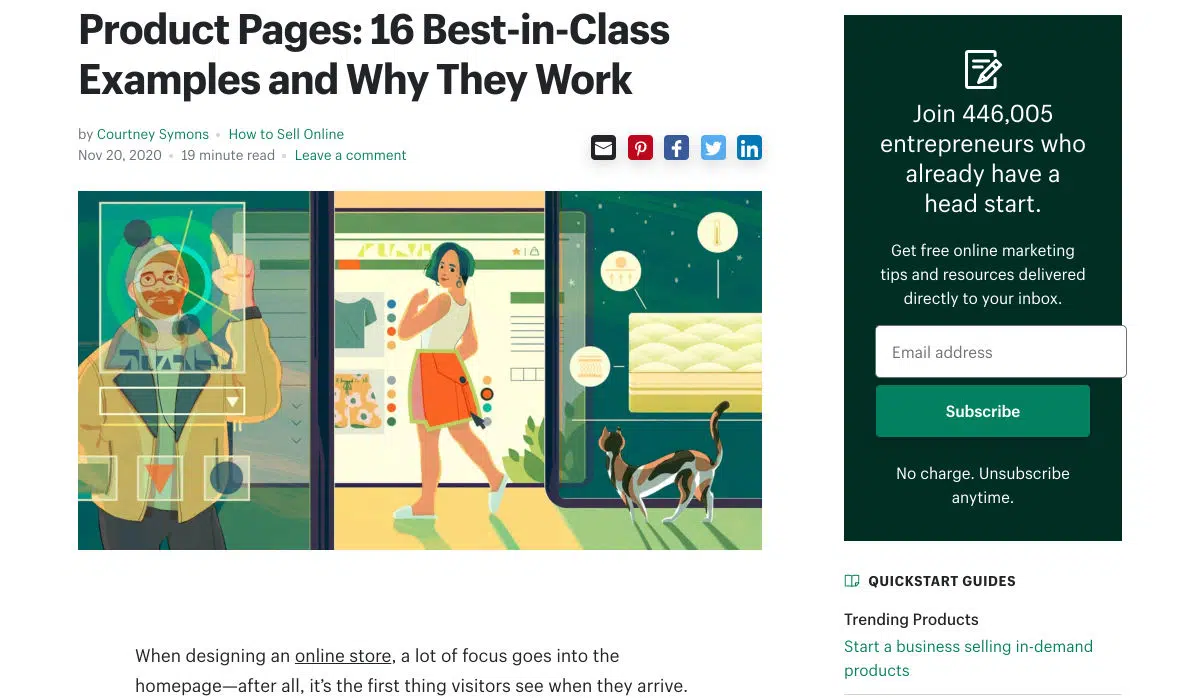 Product Pages: 16 Best-in-Class
Examples and Why They Work
by Courtney Symons • How to Sell Online
Nov 20, 2020 • 19 minute read • Leave a comment
When designing an online store, a lot of focus goes into the
homepage—after all, it's the first thing visitors see when they arrive.
Join 446,005
entrepreneurs who
already have a
head start.
Get free online marketing
tips and resources delivered
directly to your inbox.
Email address
Subscribe
No charge. Unsubscribe
anytime.
QUICKSTART GUIDES
Trending Products
Start a business selling in-demand
products